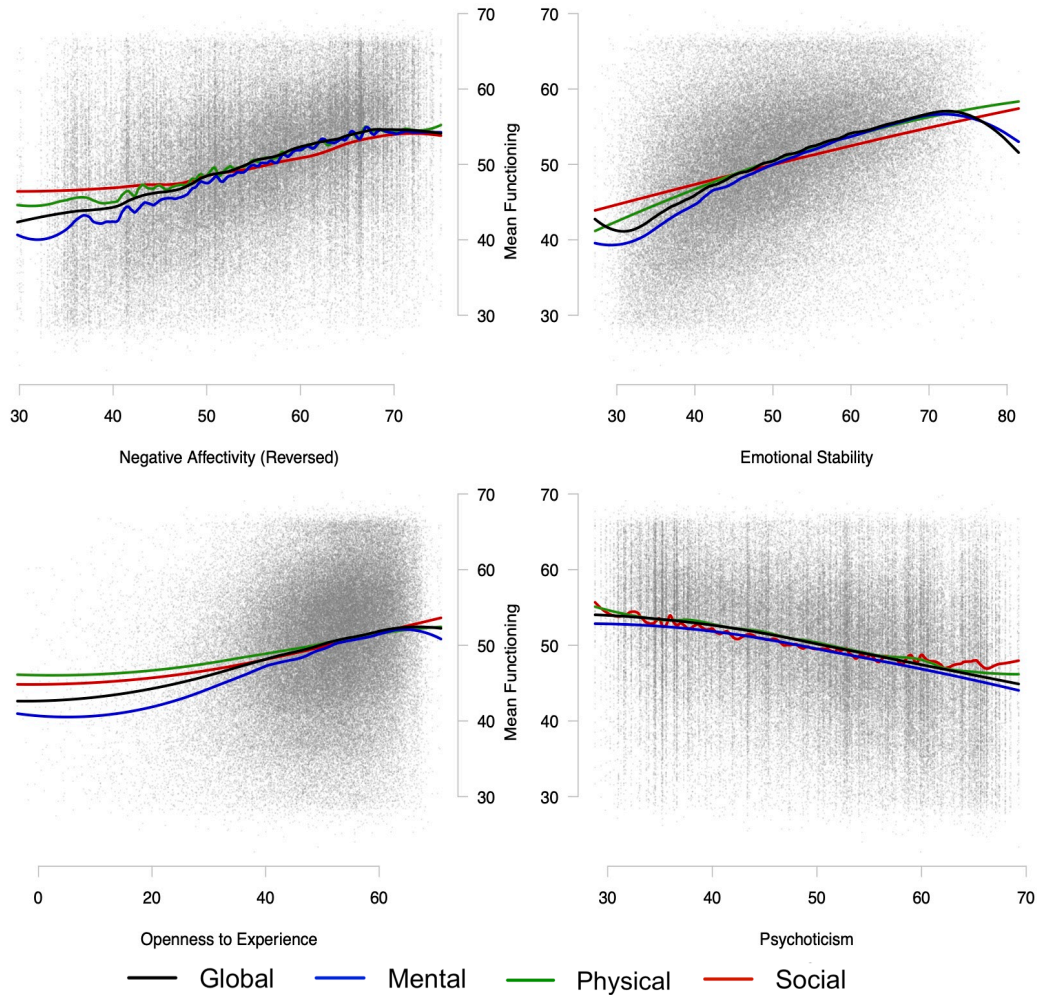 70
60
50
40
30
Mean Functioning
30 40 50 60 70
Negative Affectivity (Reversed)
70
60
50
40
30
30 40 50 60 70 80
Emotional Stability
70
60
50
40
30
Mean Functioning
0 20 40 60
Openness to Experience
70
60
50
40
30
30 40 50 60 70
Psychoticism
Global Mental Physical Social